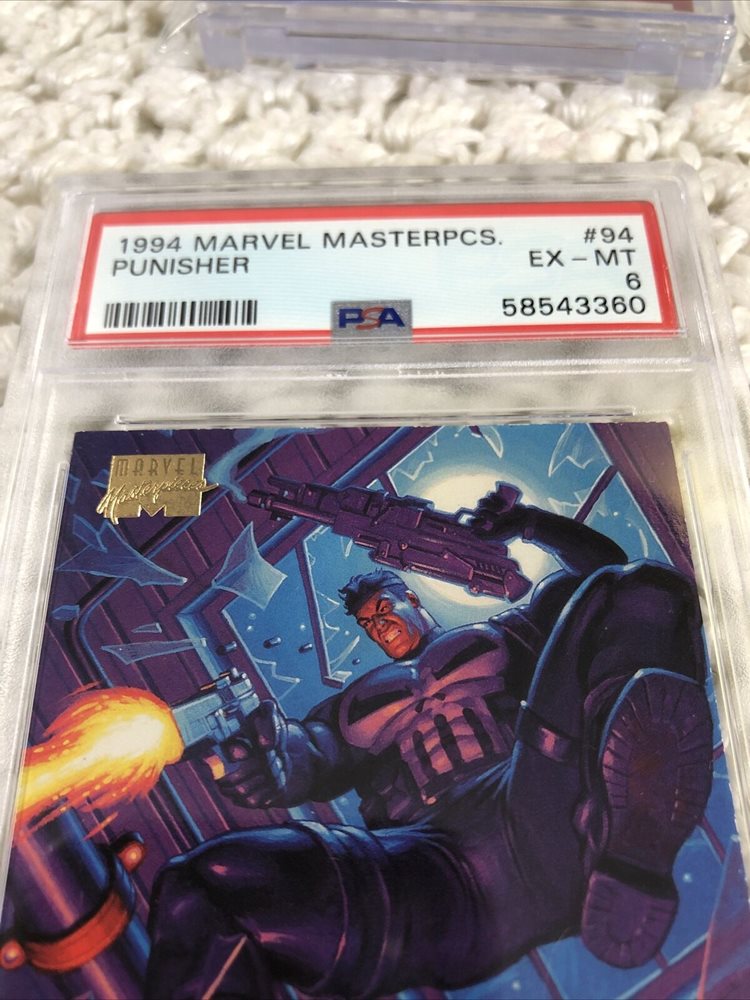 1994 MARVEL MASTERPCS. #94
PUNISHER EX - MT
6
58543360
PSA
MARVEL
Masterpieces
M